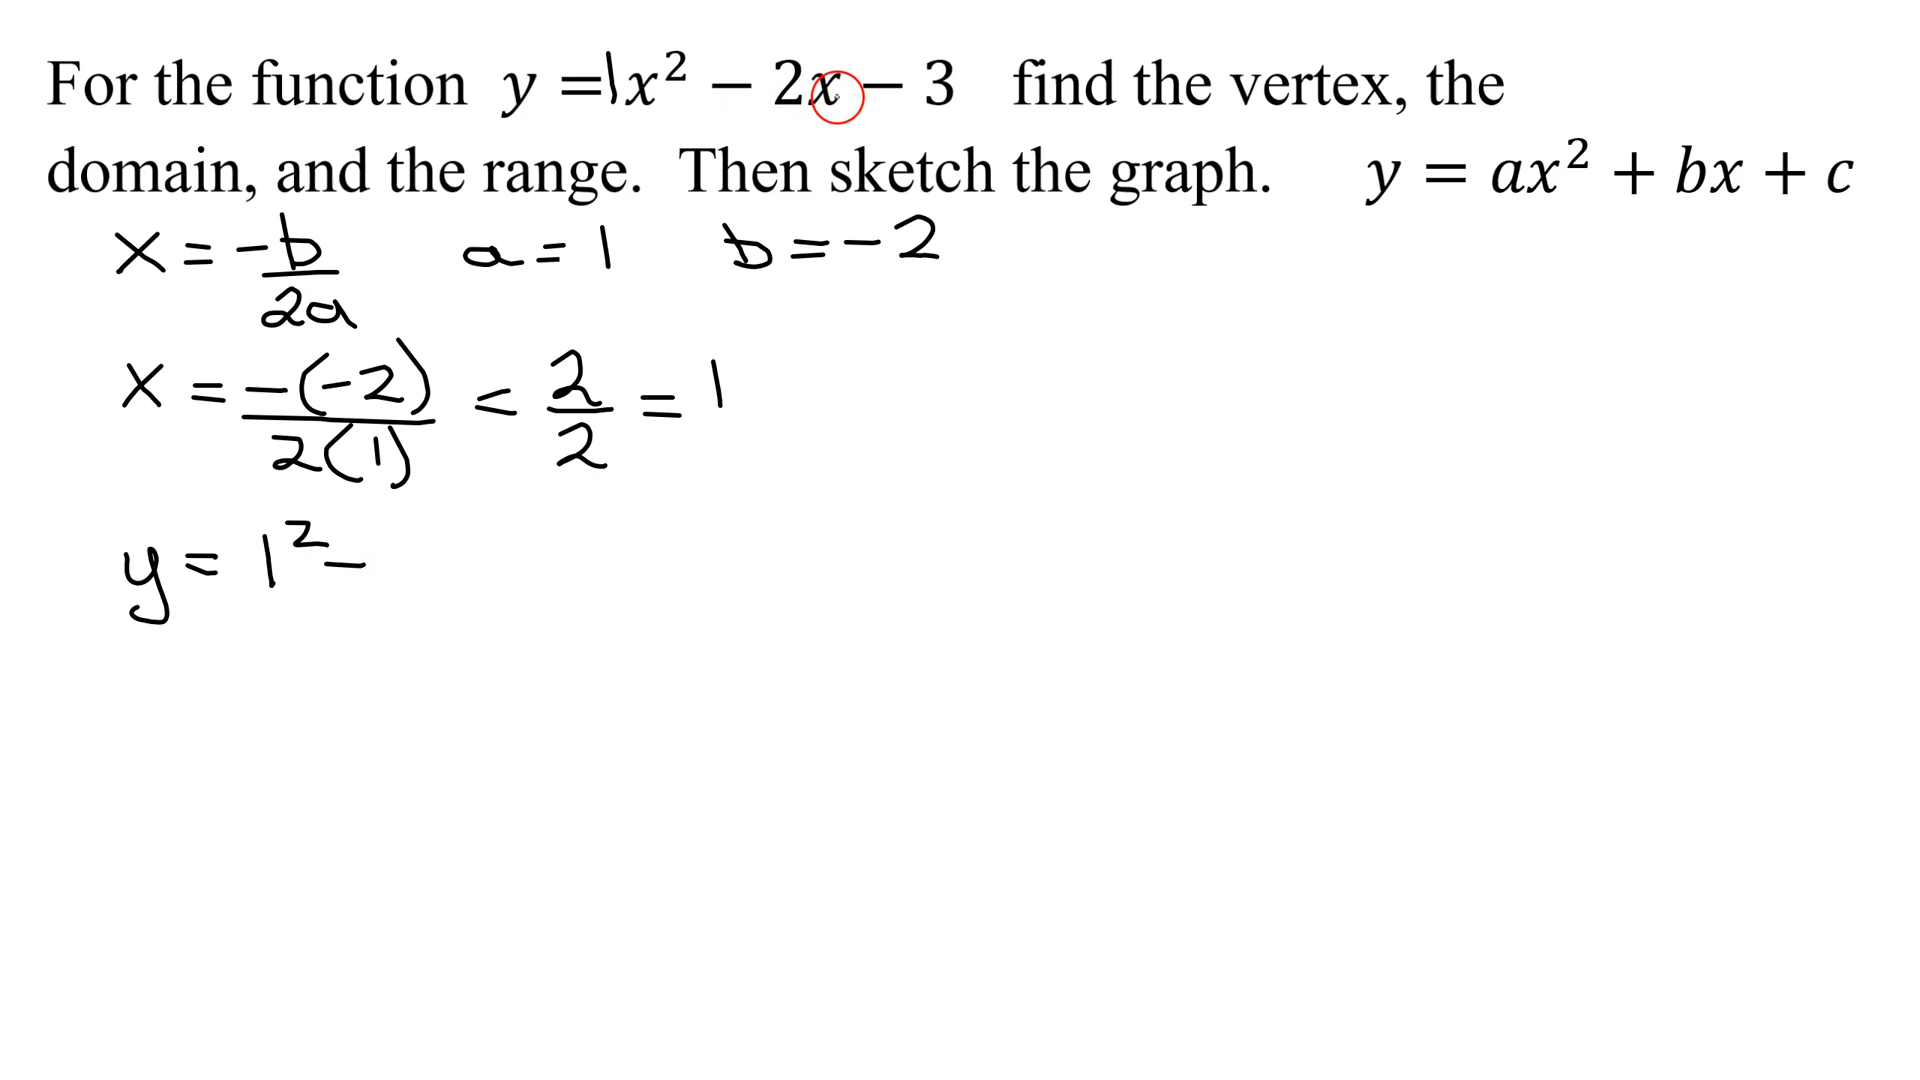 For the function y = 1x² − 2x − 3 find the vertex, the
domain, and the range. Then sketch the graph. y = ax² + bx + c
x = -b/2a a = 1 b = -2
x = -(-2)/2(1) = 2/2 = 1
y = 1² -